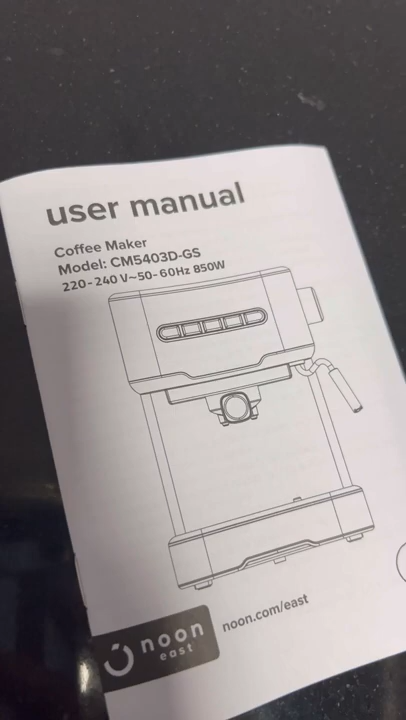 user manual
Coffee Maker
Model: CM5403D-GS
220-240 V~50-60Hz 850W
noon
east
noon.com/east